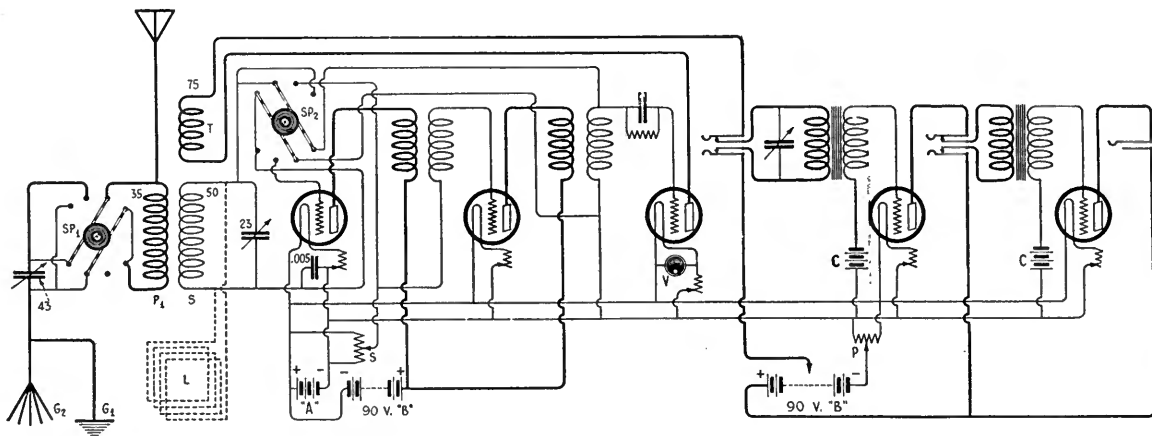 75
T
SP2
35
50
SP1
23
.005
43
P1
S
V
C
C
S
P
L
+ - - +
"A"
90 V. "B"
+ -
90 V. "B"
G2
G1